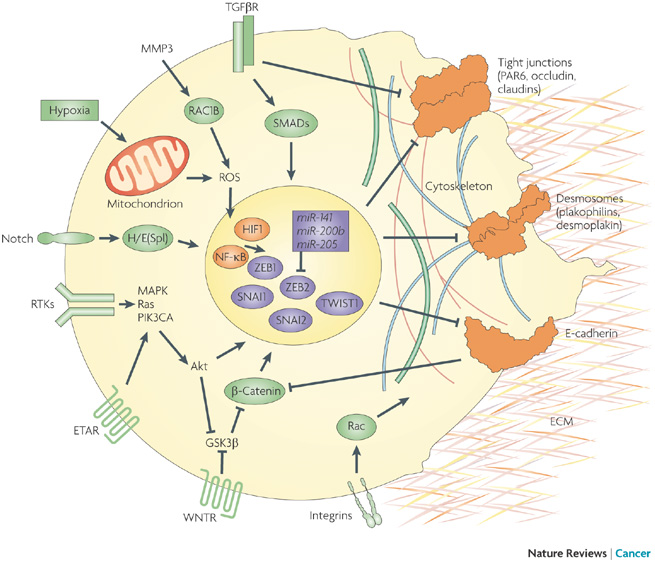 TGFβR
MMP3
Tight junctions
(PAR6, occludin,
claudins)
Hypoxia
RAC1B
SMADs
Mitochondrion
ROS
Cytoskeleton
Desmosomes
(plakophilins,
desmoplakin)
miR-141
miR-200b
miR-205
HIF1
Notch
H/E(Spl)
NF-κB
ZEB1
ZEB2
SNAI1
TWIST1
SNAI2
RTKs
MAPK
Ras
PIK3CA
E-cadherin
Akt
β-Catenin
ETAR
GSK3β
Rac
ECM
WNTR
Integrins
Nature Reviews | Cancer